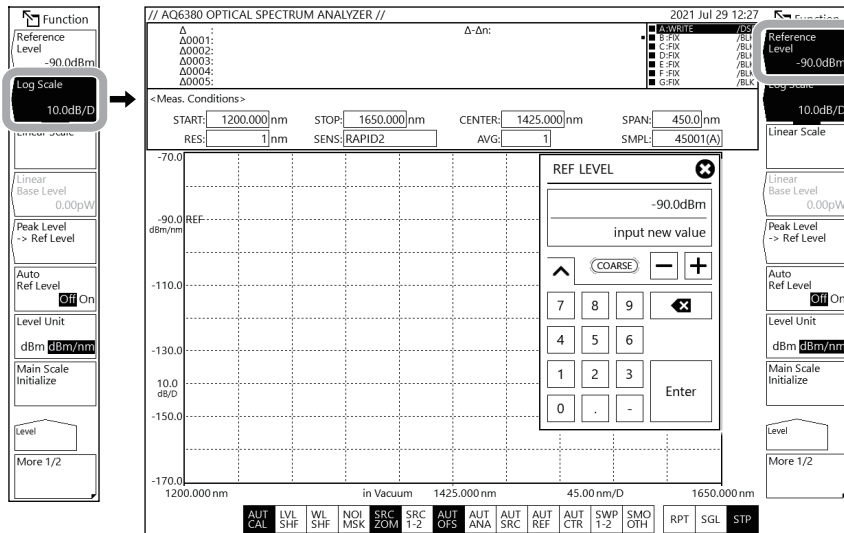 Function
Reference
Level
-90.0dBm
Log Scale
10.0dB/D
Linear Scale
Linear
Base Level
0.00pW
Peak Level
-> Ref Level
Auto
Ref Level
Off On
Level Unit
dBm dBm/nm
Main Scale
Initialize
Level
More 1/2
// AQ6380 OPTICAL SPECTRUM ANALYZER // 2021 Jul 29 12:27
Δ :
Δ0001:
Δ0002:
Δ0003:
Δ0004:
Δ0005:
Δ-Δn:
A:WRITE /DS
B:FIX /BL
C:FIX /BL
D:FIX /BL
E:FIX /BL
F:FIX /BL
G:FIX /BLK
<Meas. Conditions>
START: 1200.000 nm STOP: 1650.000 nm CENTER: 1425.000 nm SPAN: 450.0 nm
RES: 1 nm SENS: RAPID2 AVG: 1 SMPL: 45001(A)
-70.0
-90.0 REF
dBm/nm
-110.0
-130.0
10.0
dB/D
-150.0
-170.0
1200.000 nm in Vacuum 1425.000 nm 45.00 nm/D 1650.000 nm
REF LEVEL
-90.0dBm
input new value
COARSE − +
7 8 9
4 5 6
1 2 3
Enter
0 . -
AUT CAL
LVL SHF
WL SHF
NOI MSK
SRC ZOM
SRC 1-2
AUT OFS
AUT ANA
AUT SRC
AUT REF
AUT CTR
SWP 1-2
SMO OTH
RPT SGL STP
Function
Reference
Level
-90.0dBm
Log Scale
10.0dB/D
Linear Scale
Linear
Base Level
0.00pW
Peak Level
-> Ref Level
Auto
Ref Level
Off On
Level Unit
dBm dBm/nm
Main Scale
Initialize
Level
More 1/2